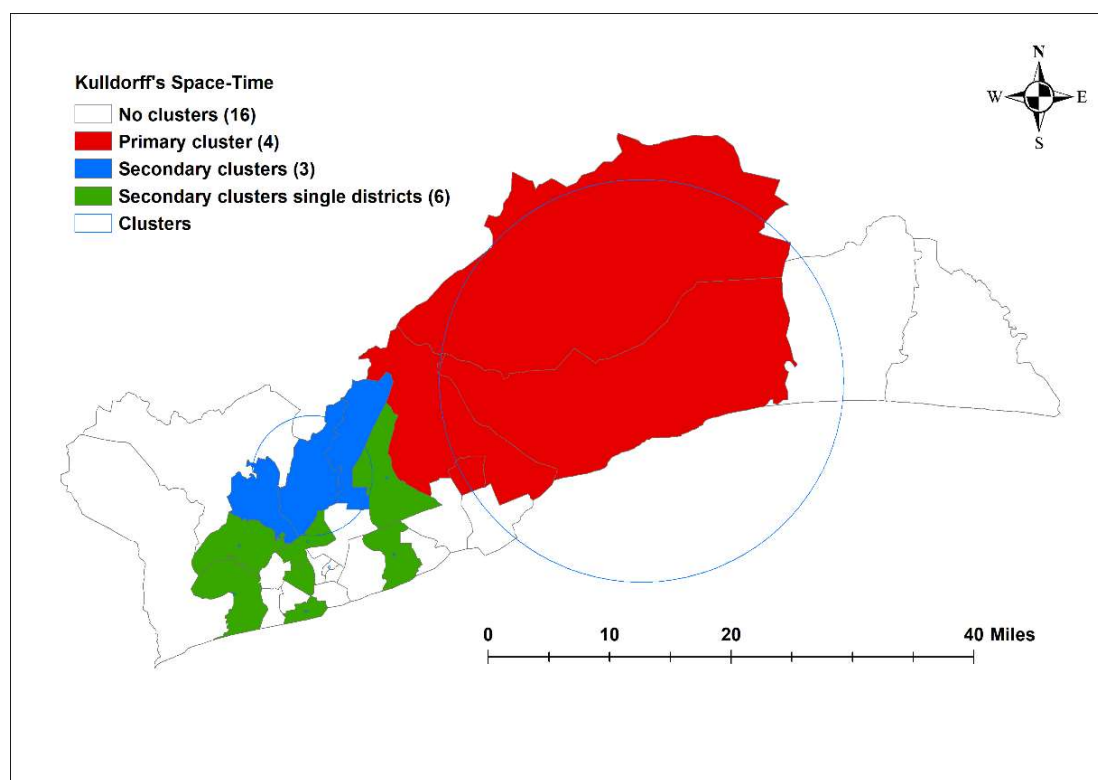 Kulldorff's Space-Time
No clusters (16)
Primary cluster (4)
Secondary clusters (3)
Secondary clusters single districts (6)
Clusters
N
W E
S
0 10 20 40 Miles